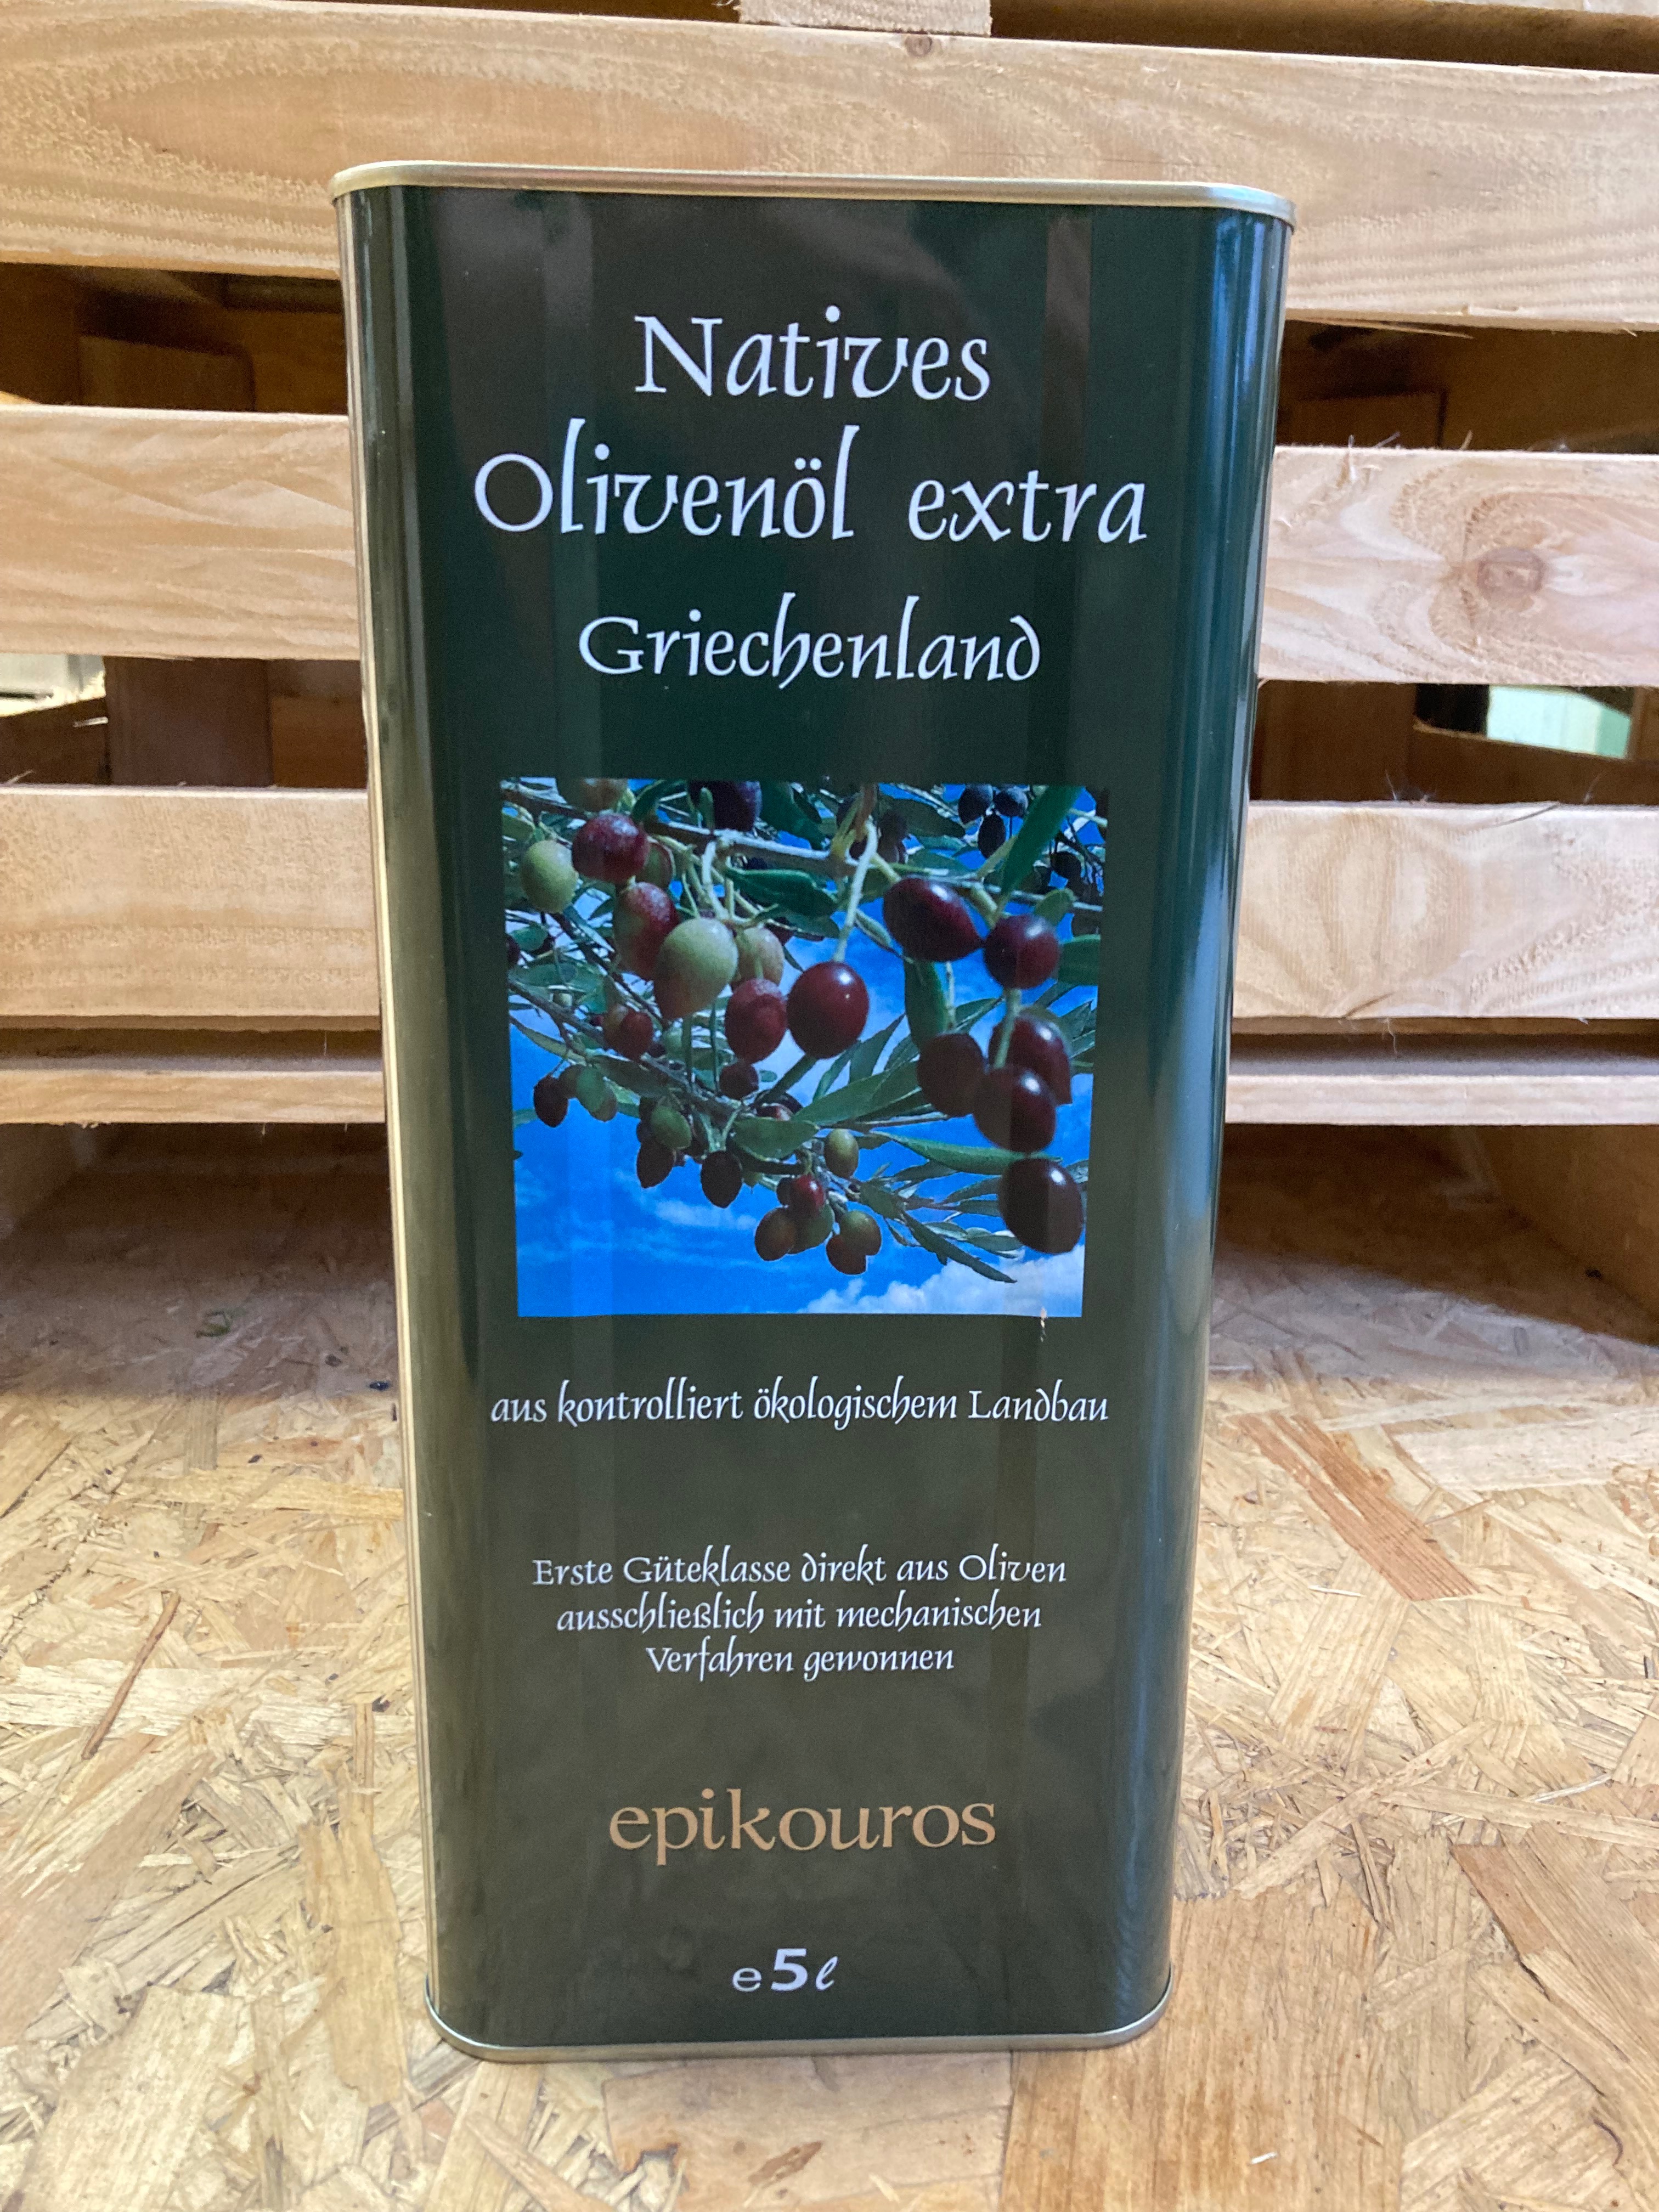 Natives
Olivenöl extra
Griechenland
aus kontrolliert ökologischem Landbau
Erste Güteklasse direkt aus Oliven
ausschließlich mit mechanischen
Verfahren gewonnen
epikouros
e 5 l